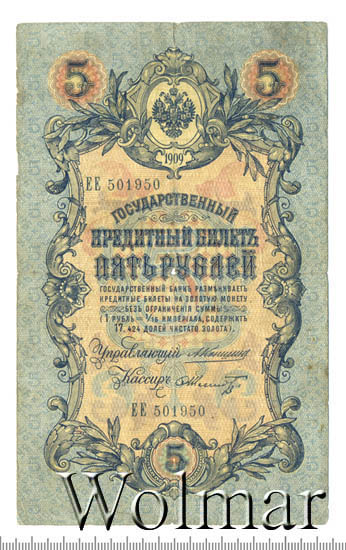 5 5
1909
ЕЕ 501950
ГОСУДАРСТВЕННЫЙ
КРЕДИТНЫЙ БИЛЕТЪ
ПЯТЬ РУБЛЕЙ
ГОСУДАРСТВЕННЫЙ БАНКЪ РАЗМѢНИВАЕТЪ
КРЕДИТНЫЕ БИЛЕТЫ НА ЗОЛОТУЮ МОНЕТУ
БЕЗЪ ОГРАНИЧЕНІЯ СУММЫ
(1 РУБЛЬ = 1/15 ИМПЕРІАЛА, СОДЕРЖИТЪ
17,424 ДОЛЕЙ ЧИСТАГО ЗОЛОТА).
Управляющій
Кассиръ
ЕЕ 501950
5
Wolmar